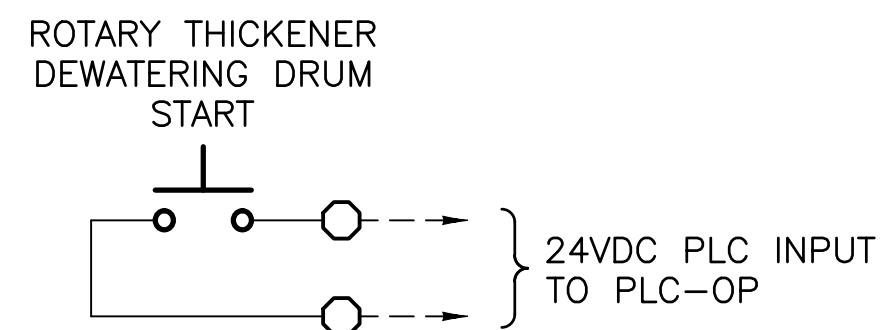 ROTARY THICKENER
DEWATERING DRUM
START
24VDC PLC INPUT
TO PLC-OP